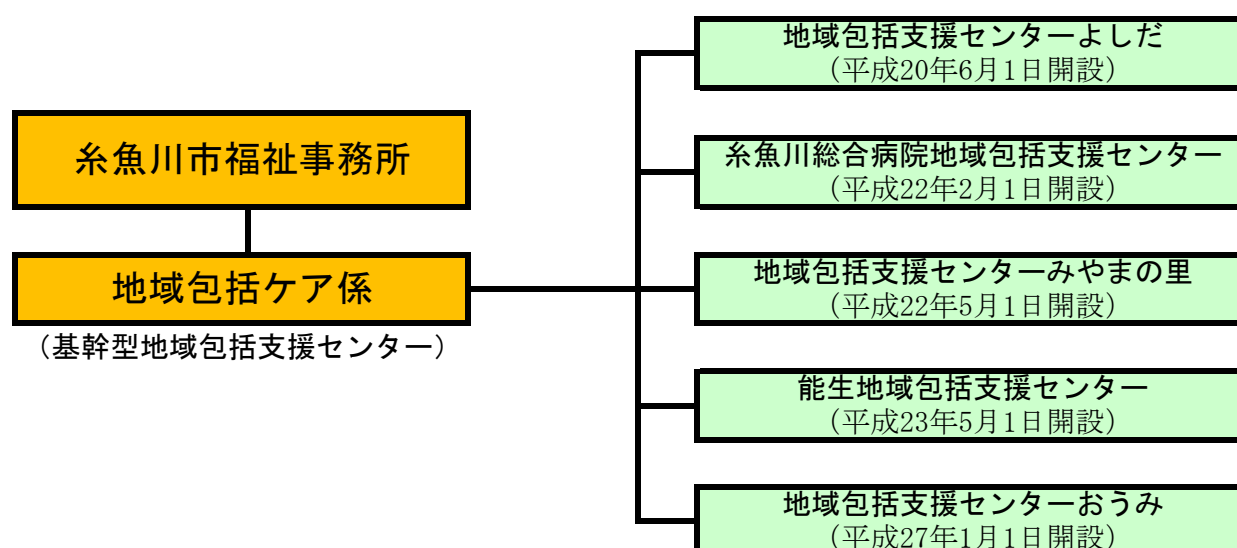 糸魚川市福祉事務所
地域包括ケア係
（基幹型地域包括支援センター）
地域包括支援センターよしだ
（平成20年6月1日開設）
糸魚川総合病院地域包括支援センター
（平成22年2月1日開設）
地域包括支援センターみやまの里
（平成22年5月1日開設）
能生地域包括支援センター
（平成23年5月1日開設）
地域包括支援センターおうみ
（平成27年1月1日開設）